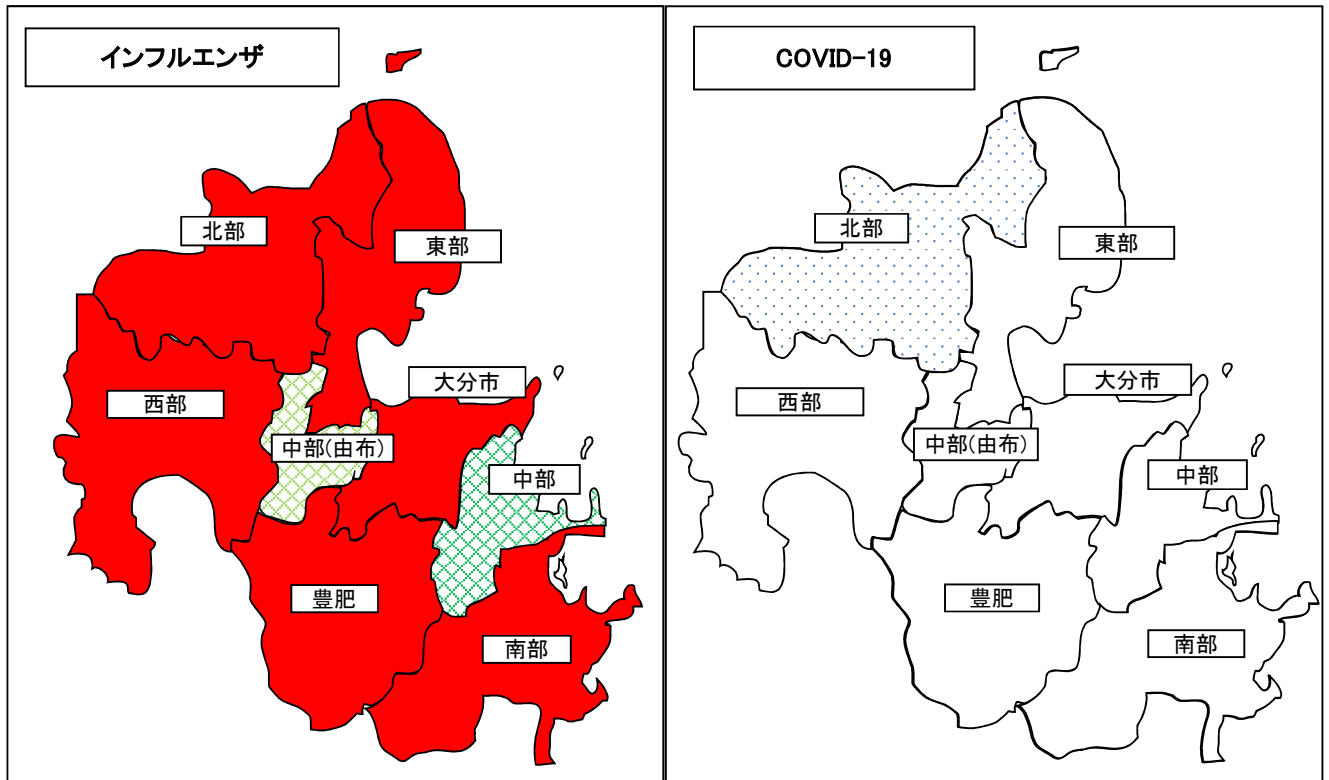 インフルエンザ
北部
東部
大分市
西部
中部(由布)
中部
豊肥
南部
COVID-19
北部
東部
大分市
西部
中部(由布)
中部
豊肥
南部